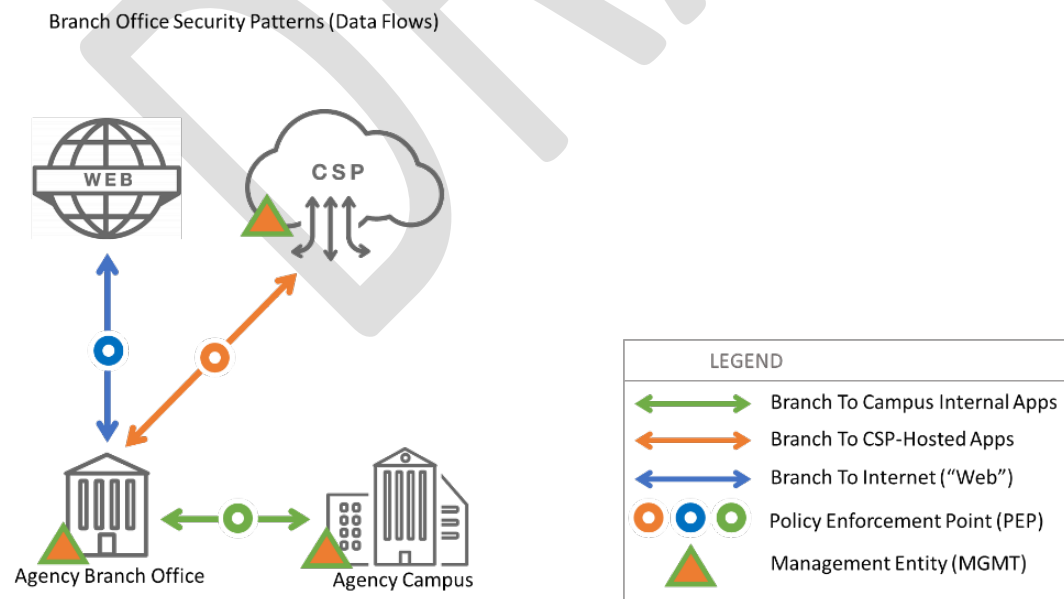 Branch Office Security Patterns (Data Flows)
WEB
CSP
Agency Branch Office
Agency Campus
LEGEND
Branch To Campus Internal Apps
Branch To CSP-Hosted Apps
Branch To Internet (“Web”)
Policy Enforcement Point (PEP)
Management Entity (MGMT)